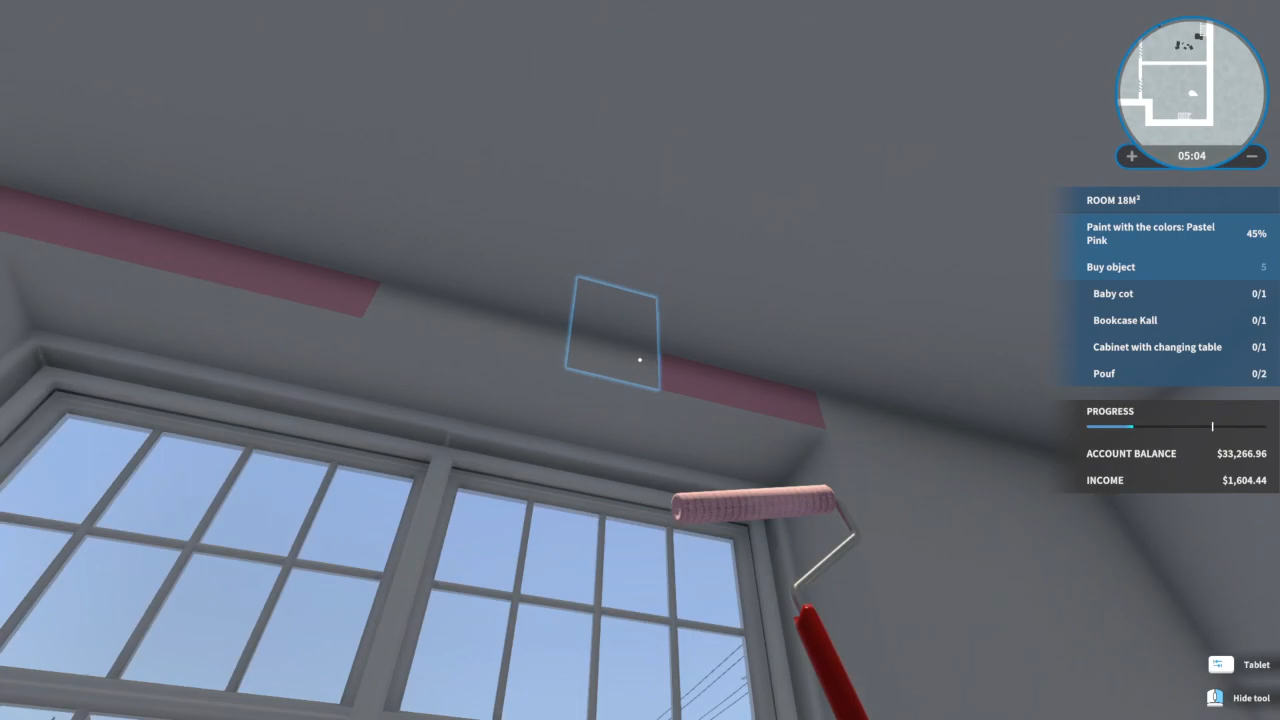 05:04
ROOM 18M²
Paint with the colors: Pastel
Pink
45%
Buy object 5
Baby cot 0/1
Bookcase Kall 0/1
Cabinet with changing table 0/1
Pouf 0/2
PROGRESS
ACCOUNT BALANCE $33,266.96
INCOME $1,604.44
Tablet
Hide tool